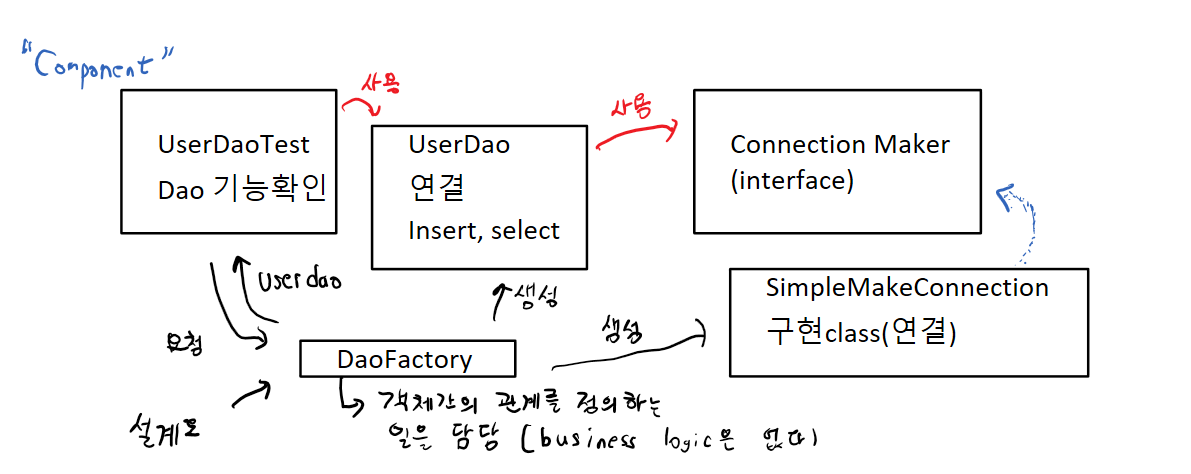 "Component"
사용
사용
UserDaoTest
Dao 기능확인
UserDao
연결
Insert, select
Connection Maker
(interface)
userdao
생성
요청
생성
SimpleMakeConnection
구현class(연결)
DaoFactory
설계도
객체간의 관계를 정의하는
일을 담당 (business logic은 없다)